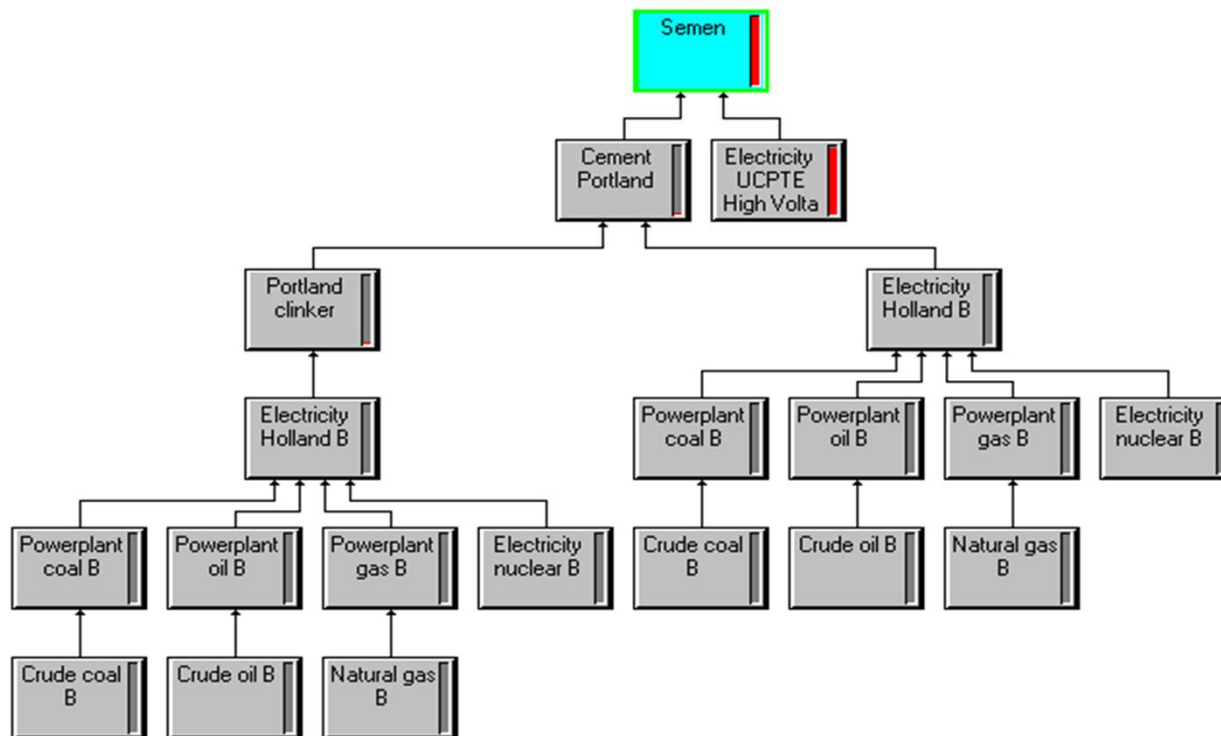 Semen
Cement
Portland
Electricity
UCPTE
High Volta
Portland
clinker
Electricity
Holland B
Electricity
Holland B
Powerplant
coal B
Powerplant
oil B
Powerplant
gas B
Electricity
nuclear B
Powerplant
coal B
Powerplant
oil B
Powerplant
gas B
Electricity
nuclear B
Crude coal
B
Crude oil B
Natural gas
B
Crude coal
B
Crude oil B
Natural gas
B